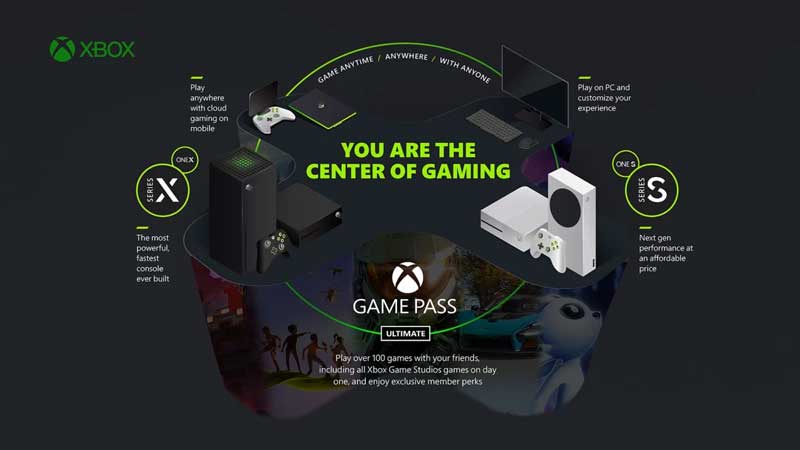 XBOX
GAME ANYTIME / ANYWHERE / WITH ANYONE
Play
anywhere
with cloud
gaming on
mobile
Play on PC and
customize your
experience
YOU ARE THE
CENTER OF GAMING
SERIES X
ONE X
The most
powerful,
fastest
console
ever built
ONE S
SERIES S
Next gen
performance at
an affordable
price
GAME PASS
ULTIMATE
Play over 100 games with your friends,
including all Xbox Game Studios games on day
one, and enjoy exclusive member perks